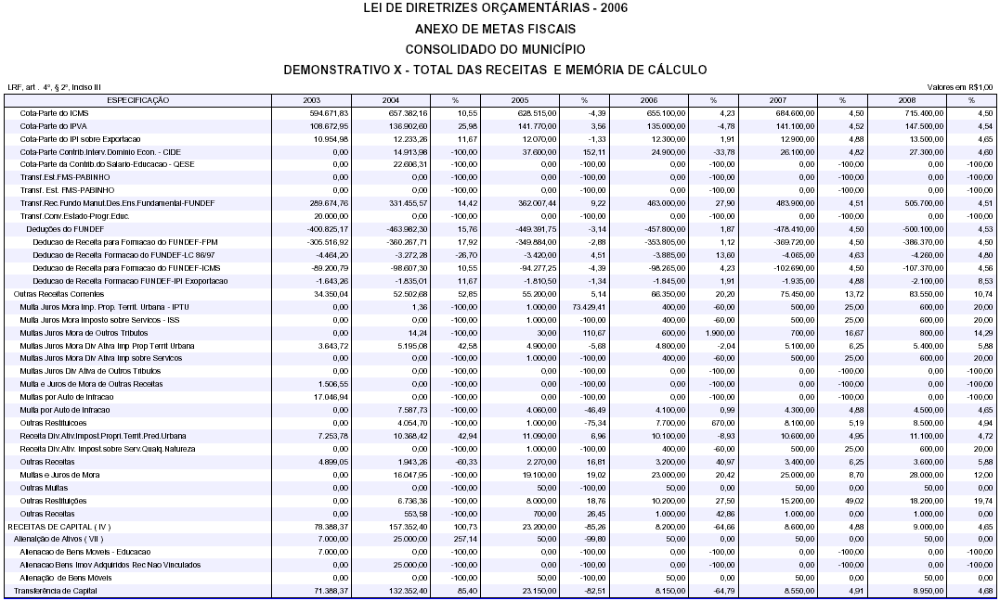 LEI DE DIRETRIZES ORÇAMENTÁRIAS - 2006
ANEXO DE METAS FISCAIS
CONSOLIDADO DO MUNICÍPIO
DEMONSTRATIVO X - TOTAL DAS RECEITAS E MEMÓRIA DE CÁLCULO
LRF, art . 4º, § 2º, Inciso III Valores em R$1,00
ESPECIFICAÇÃO 2003 2004 % 2005 % 2006 % 2007 % 2008 %
Cota-Parte do ICMS 594.671,83 657.382,16 10,55 628.515,00 -4,39 655.100,00 4,23 684.600,00 4,50 715.400,00 4,50
Cota-Parte do IPVA 108.672,95 136.902,60 25,98 141.770,00 3,56 135.000,00 -4,78 141.100,00 4,52 147.500,00 4,54
Cota-Parte do IPI sobre Exportacao 10.954,98 12.233,26 11,67 12.070,00 -1,33 12.300,00 1,91 12.900,00 4,88 13.500,00 4,65
Cota-Parte Contrib.Interv.Dominio Econ. - CIDE 0,00 14.913,98 -100,00 37.600,00 152,11 24.900,00 -33,78 26.100,00 4,82 27.300,00 4,60
Cota-Parte da Contrib.do Salario-Educacao - QESE 0,00 22.606,31 -100,00 0,00 -100,00 0,00 -100,00 0,00 -100,00 0,00 -100,00
Transf.Est.FMS-PABINHO 0,00 0,00 -100,00 0,00 -100,00 0,00 -100,00 0,00 -100,00 0,00 -100,00
Transf. Est. FMS-PABINHO 0,00 0,00 -100,00 0,00 -100,00 0,00 -100,00 0,00 -100,00 0,00 -100,00
Transf.Rec.Fundo Manut.Des.Ens.Fundamental-FUNDEF 289.674,76 331.455,57 14,42 362.007,44 9,22 463.000,00 27,90 483.900,00 4,51 505.700,00 4,51
Transf.Conv.Estado-Progr.Educ. 20.000,00 0,00 -100,00 0,00 -100,00 0,00 -100,00 0,00 -100,00 0,00 -100,00
Deduções do FUNDEF -400.825,17 -463.982,30 15,76 -449.391,75 -3,14 -457.800,00 1,87 -478.410,00 4,50 -500.100,00 4,53
Deducao de Receita para Formacao do FUNDEF-FPM -305.516,92 -360.267,71 17,92 -349.884,00 -2,88 -353.805,00 1,12 -369.720,00 4,50 -386.370,00 4,50
Deducao de Receita Formacao do FUNDEF-LC 86/97 -4.464,20 -3.272,28 -26,70 -3.420,00 4,51 -3.885,00 13,60 -4.065,00 4,63 -4.260,00 4,80
Deducao de Receita para Formacao do FUNDEF-ICMS -89.200,79 -98.607,30 10,55 -94.277,25 -4,39 -98.265,00 4,23 -102.690,00 4,50 -107.370,00 4,56
Deducao de Receita Formacao FUNDEF-IPI Exoportacao -1.643,26 -1.835,01 11,67 -1.810,50 -1,34 -1.845,00 1,91 -1.935,00 4,88 -2.100,00 8,53
Outras Receitas Correntes 34.350,04 52.502,68 52,85 55.200,00 5,14 66.350,00 20,20 75.450,00 13,72 83.550,00 10,74
Multa Juros Mora Imp. Prop. Territ. Urbana - IPTU 0,00 1,36 -100,00 1.000,00 73.429,41 400,00 -60,00 500,00 25,00 600,00 20,00
Multa Juros Mora Imposto sobre Servicos - ISS 0,00 0,00 -100,00 1.000,00 -100,00 400,00 -60,00 500,00 25,00 600,00 20,00
Multas Juros Mora de Outros Tributos 0,00 14,24 -100,00 30,00 110,67 600,00 1.900,00 700,00 16,67 800,00 14,29
Multas Juros Mora Div Ativa Imp Prop Territ Urbana 3.643,72 5.195,08 42,58 4.900,00 -5,68 4.800,00 -2,04 5.100,00 6,25 5.400,00 5,88
Multas Juros Mora Div Ativa Imp sobre Servicos 0,00 0,00 -100,00 1.000,00 -100,00 400,00 -60,00 500,00 25,00 600,00 20,00
Multas Juros Div Ativa de Outros Tributos 0,00 0,00 -100,00 0,00 -100,00 0,00 -100,00 0,00 -100,00 0,00 -100,00
Multa e Juros de Mora de Outras Receitas 1.506,55 0,00 -100,00 0,00 -100,00 0,00 -100,00 0,00 -100,00 0,00 -100,00
Multas por Auto de Infracao 17.046,94 0,00 -100,00 0,00 -100,00 0,00 -100,00 0,00 -100,00 0,00 -100,00
Multa por Auto de Infracao 0,00 7.587,73 -100,00 4.060,00 -46,49 4.100,00 0,99 4.300,00 4,88 4.500,00 4,65
Outras Restituicoes 0,00 4.054,70 -100,00 1.000,00 -75,34 7.700,00 670,00 8.100,00 5,19 8.500,00 4,94
Receita Div.Ativ.Impost.Propri.Territ.Pred.Urbana 7.253,78 10.368,42 42,94 11.090,00 6,96 10.100,00 -8,93 10.600,00 4,95 11.100,00 4,72
Receita Div.Ativ. Impost.sobre Serv.Qualq.Natureza 0,00 0,00 -100,00 1.000,00 -100,00 400,00 -60,00 500,00 25,00 600,00 20,00
Outras Receitas 4.899,05 1.943,26 -60,33 2.270,00 16,81 3.200,00 40,97 3.400,00 6,25 3.600,00 5,88
Multas e Juros de Mora 0,00 16.047,95 -100,00 19.100,00 19,02 23.000,00 20,42 25.000,00 8,70 28.000,00 12,00
Outras Multas 0,00 0,00 -100,00 50,00 -100,00 50,00 0,00 50,00 0,00 50,00 0,00
Outras Restituições 0,00 6.736,36 -100,00 8.000,00 18,76 10.200,00 27,50 15.200,00 49,02 18.200,00 19,74
Outras Receitas 0,00 553,58 -100,00 700,00 26,45 1.000,00 42,86 1.000,00 0,00 1.000,00 0,00
RECEITAS DE CAPITAL ( IV ) 78.388,37 157.352,40 100,73 23.200,00 -85,26 8.200,00 -64,66 8.600,00 4,88 9.000,00 4,65
Alienaíção de Ativos ( VII ) 7.000,00 25.000,00 257,14 50,00 -99,80 50,00 0,00 50,00 0,00 50,00 0,00
Alienacao de Bens Moveis - Educacao 7.000,00 0,00 -100,00 0,00 -100,00 0,00 -100,00 0,00 -100,00 0,00 -100,00
Alienacao Bens Imov Adquiridos Rec Nao Vinculados 0,00 25.000,00 -100,00 0,00 -100,00 0,00 -100,00 0,00 -100,00 0,00 -100,00
Alienação de Bens Móveis 0,00 0,00 -100,00 50,00 -100,00 50,00 0,00 50,00 0,00 50,00 0,00
Transferência de Capital 71.388,37 132.352,40 85,40 23.150,00 -82,51 8.150,00 -64,79 8.550,00 4,91 8.950,00 4,68